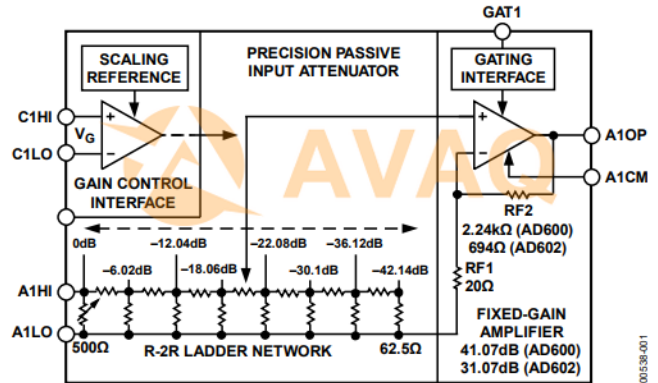 GAT1
SCALING
REFERENCE
PRECISION PASSIVE
INPUT ATTENUATOR
GATING
INTERFACE
C1HI
VG
C1LO
+
−
GAIN CONTROL
INTERFACE
AVAQ
+
−
A1OP
A1CM
RF2
2.24kΩ (AD600)
694Ω (AD602)
0dB
−12.04dB
−22.08dB
−36.12dB
−6.02dB
−18.06dB
−30.1dB
−42.14dB
RF1
20Ω
A1HI
A1LO
500Ω
R-2R LADDER NETWORK
62.5Ω
FIXED-GAIN
AMPLIFIER
41.07dB (AD600)
31.07dB (AD602)
00538-001